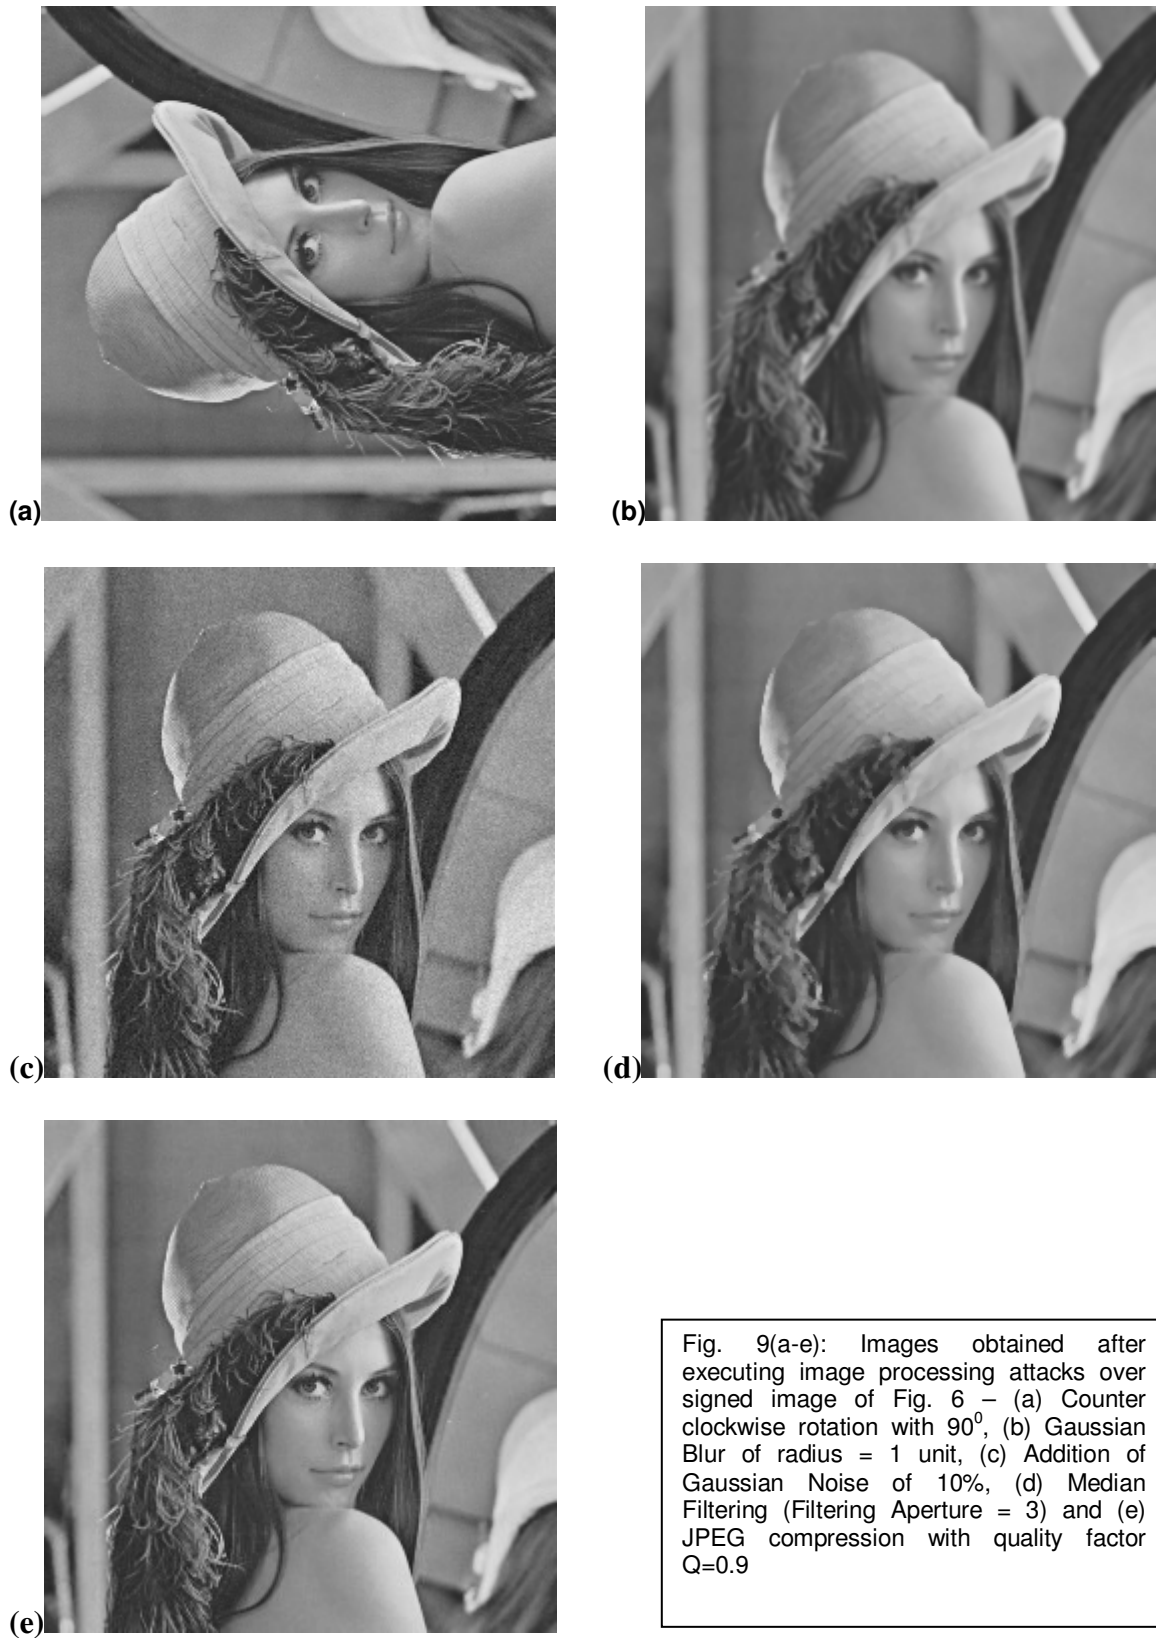 (a)
(b)
(c)
(d)
(e)
Fig. 9(a-e): Images obtained after
executing image processing attacks over
signed image of Fig. 6 – (a) Counter
clockwise rotation with 90⁰, (b) Gaussian
Blur of radius = 1 unit, (c) Addition of
Gaussian Noise of 10%, (d) Median
Filtering (Filtering Aperture = 3) and (e)
JPEG compression with quality factor
Q=0.9